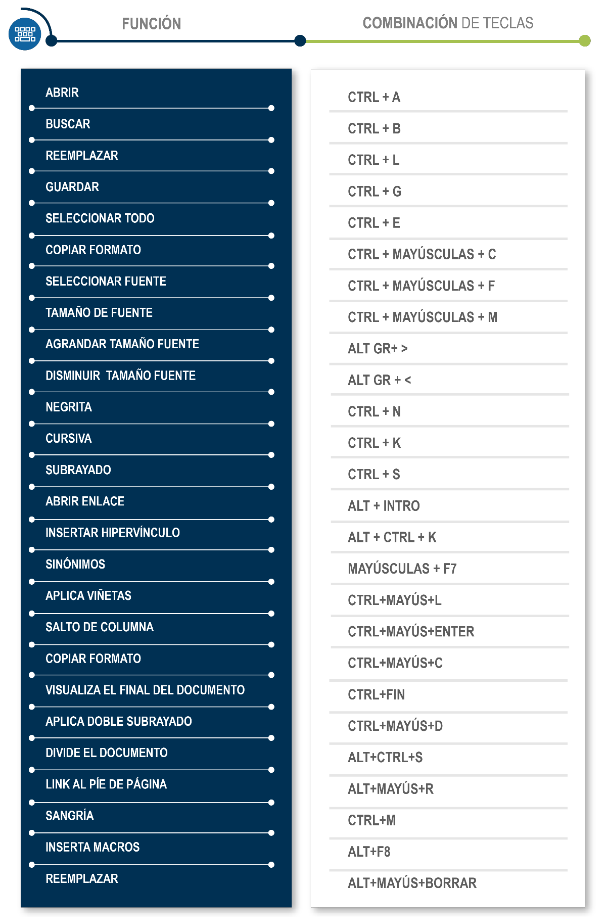 FUNCIÓN COMBINACIÓN DE TECLAS
ABRIR CTRL + A
BUSCAR CTRL + B
REEMPLAZAR CTRL + L
GUARDAR CTRL + G
SELECCIONAR TODO CTRL + E
COPIAR FORMATO CTRL + MAYÚSCULAS + C
SELECCIONAR FUENTE CTRL + MAYÚSCULAS + F
TAMAÑO DE FUENTE CTRL + MAYÚSCULAS + M
AGRANDAR TAMAÑO FUENTE ALT GR+ >
DISMINUIR TAMAÑO FUENTE ALT GR + <
NEGRITA CTRL + N
CURSIVA CTRL + K
SUBRAYADO CTRL + S
ABRIR ENLACE ALT + INTRO
INSERTAR HIPERVÍNCULO ALT + CTRL + K
SINÓNIMOS MAYÚSCULAS + F7
APLICA VIÑETAS CTRL+MAYÚS+L
SALTO DE COLUMNA CTRL+MAYÚS+ENTER
COPIAR FORMATO CTRL+MAYÚS+C
VISUALIZA EL FINAL DEL DOCUMENTO CTRL+FIN
APLICA DOBLE SUBRAYADO CTRL+MAYÚS+D
DIVIDE EL DOCUMENTO ALT+CTRL+S
LINK AL PÍE DE PÁGINA ALT+MAYÚS+R
SANGRÍA CTRL+M
INSERTA MACROS ALT+F8
REEMPLAZAR ALT+MAYÚS+BORRAR